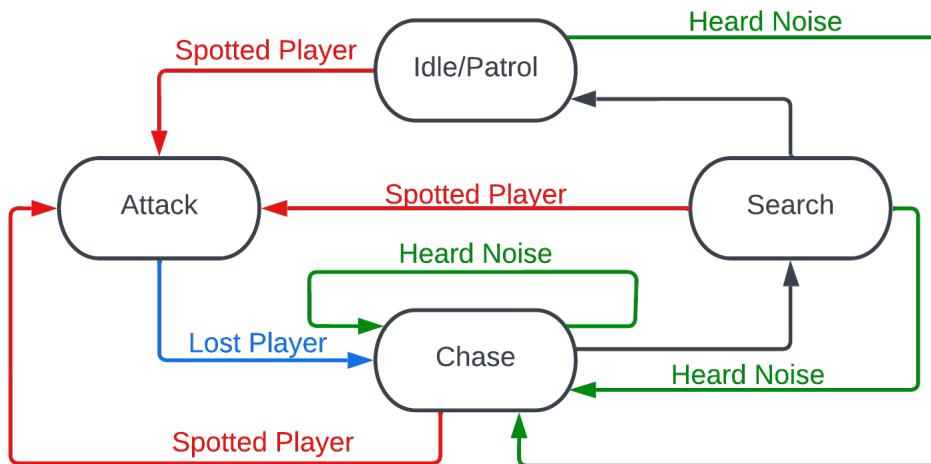 Heard Noise
Spotted Player
Idle/Patrol
Attack
Spotted Player
Search
Heard Noise
Lost Player
Chase
Heard Noise
Spotted Player